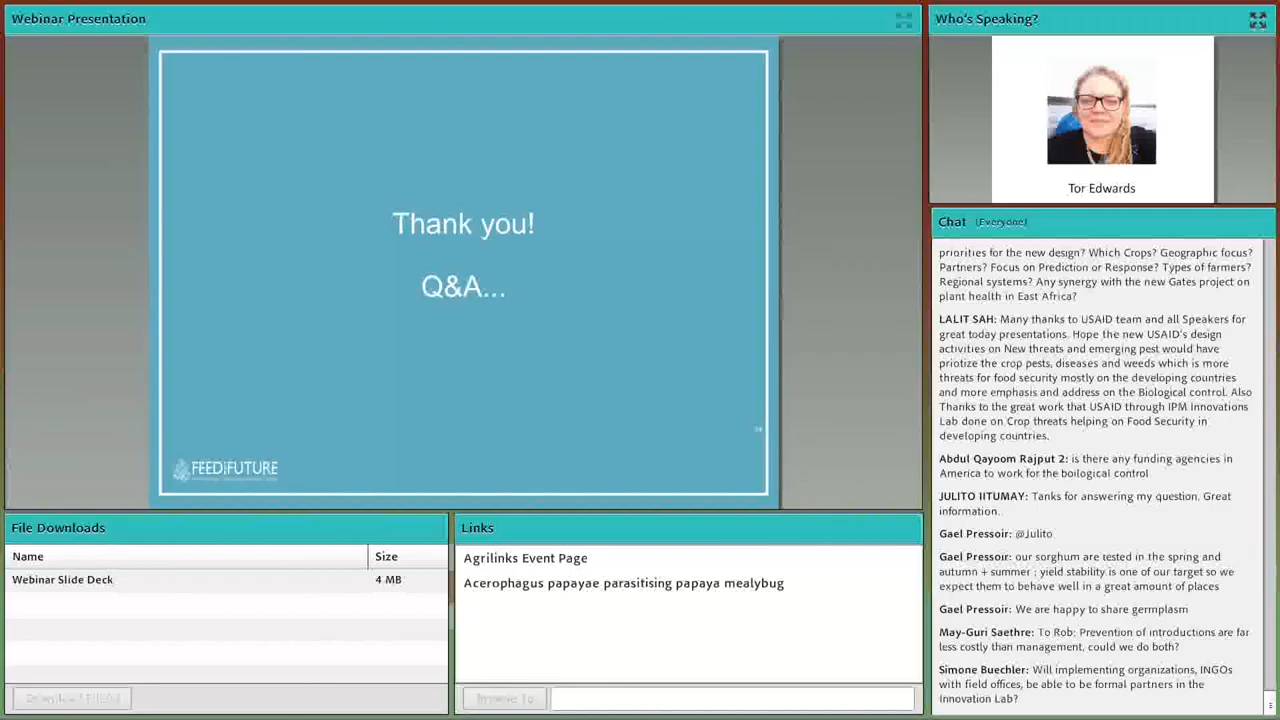 Webinar Presentation
Thank you!
Q&A...
FEED THE FUTURE
Who's Speaking?
Tor Edwards
Chat (Everyone)
priorities for the new design? Which Crops? Geographic focus?
Partners? Focus on Prediction or Response? Types of farmers?
Regional systems? Any synergy with the new Gates project on
plant health in East Africa?
LALIT SAH: Many thanks to USAID team and all Speakers for
great today presentations. Hope the new USAID's design
activities on New threats and emerging pest would have
priotize the crop pests, diseases and weeds which is more
threats for food security mostly on the developing countries
and more emphasis and address on the Biological control. Also
Thanks to the great work that USAID through IPM Innovations
Lab done on Crop threats helping on Food Security in
developing countries.
Abdul Qayoom Rajput 2: is there any funding agencies in
America to work for the boilogical control
JULITO IITUMAY: Tanks for answering my question. Great
information..
Gael Pressoir: @Julito
Gael Pressoir: our sorghum are tested in the spring and
autumn + summer ; yield stability is one of our target so we
expect them to behave well in a great amount of places
Gael Pressoir: We are happy to share germplasm
May-Guri Saethre: To Rob: Prevention of introductions are far
less costly than management, could we do both?
Simone Buechler: Will implementing organizations, INGOs
with field offices, be able to be formal partners in the
Innovation Lab?
File Downloads
Name Size
Webinar Slide Deck 4 MB
Download File(s)
Links
Agrilinks Event Page
Acerophagus papayae parasitising papaya mealybug
Browse To